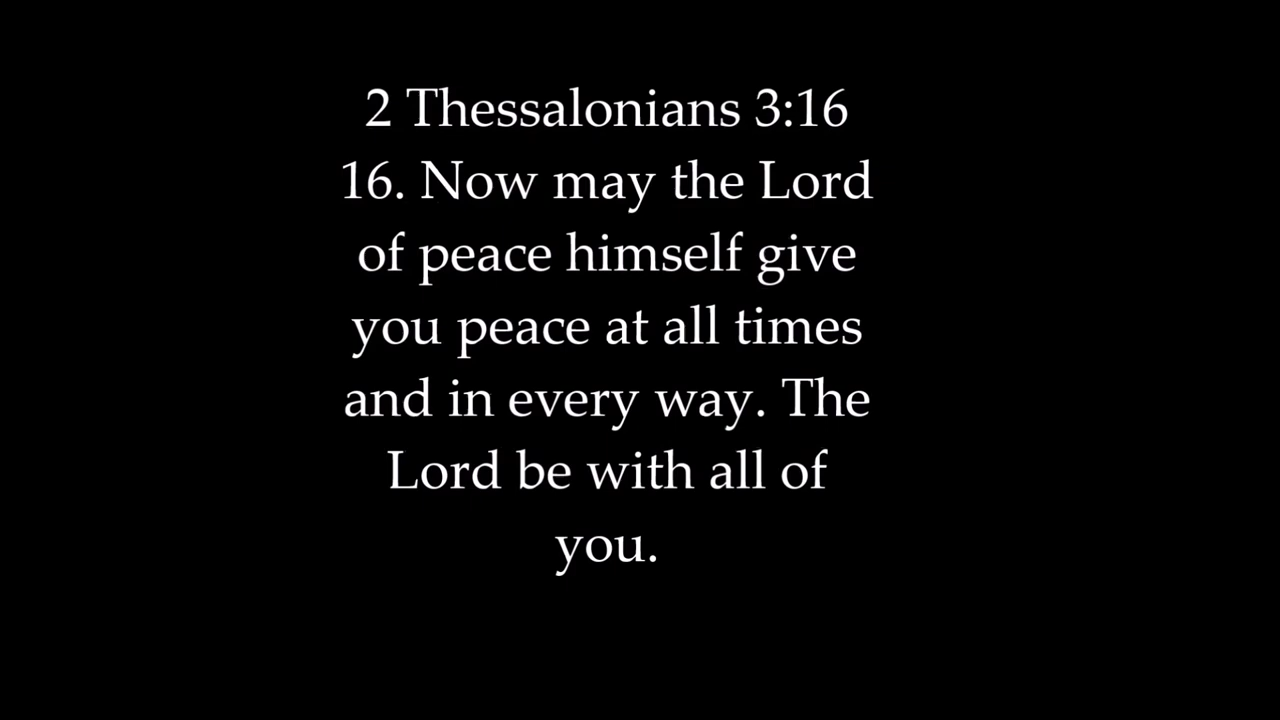 2 Thessalonians 3:16
16. Now may the Lord
of peace himself give
you peace at all times
and in every way. The
Lord be with all of
you.